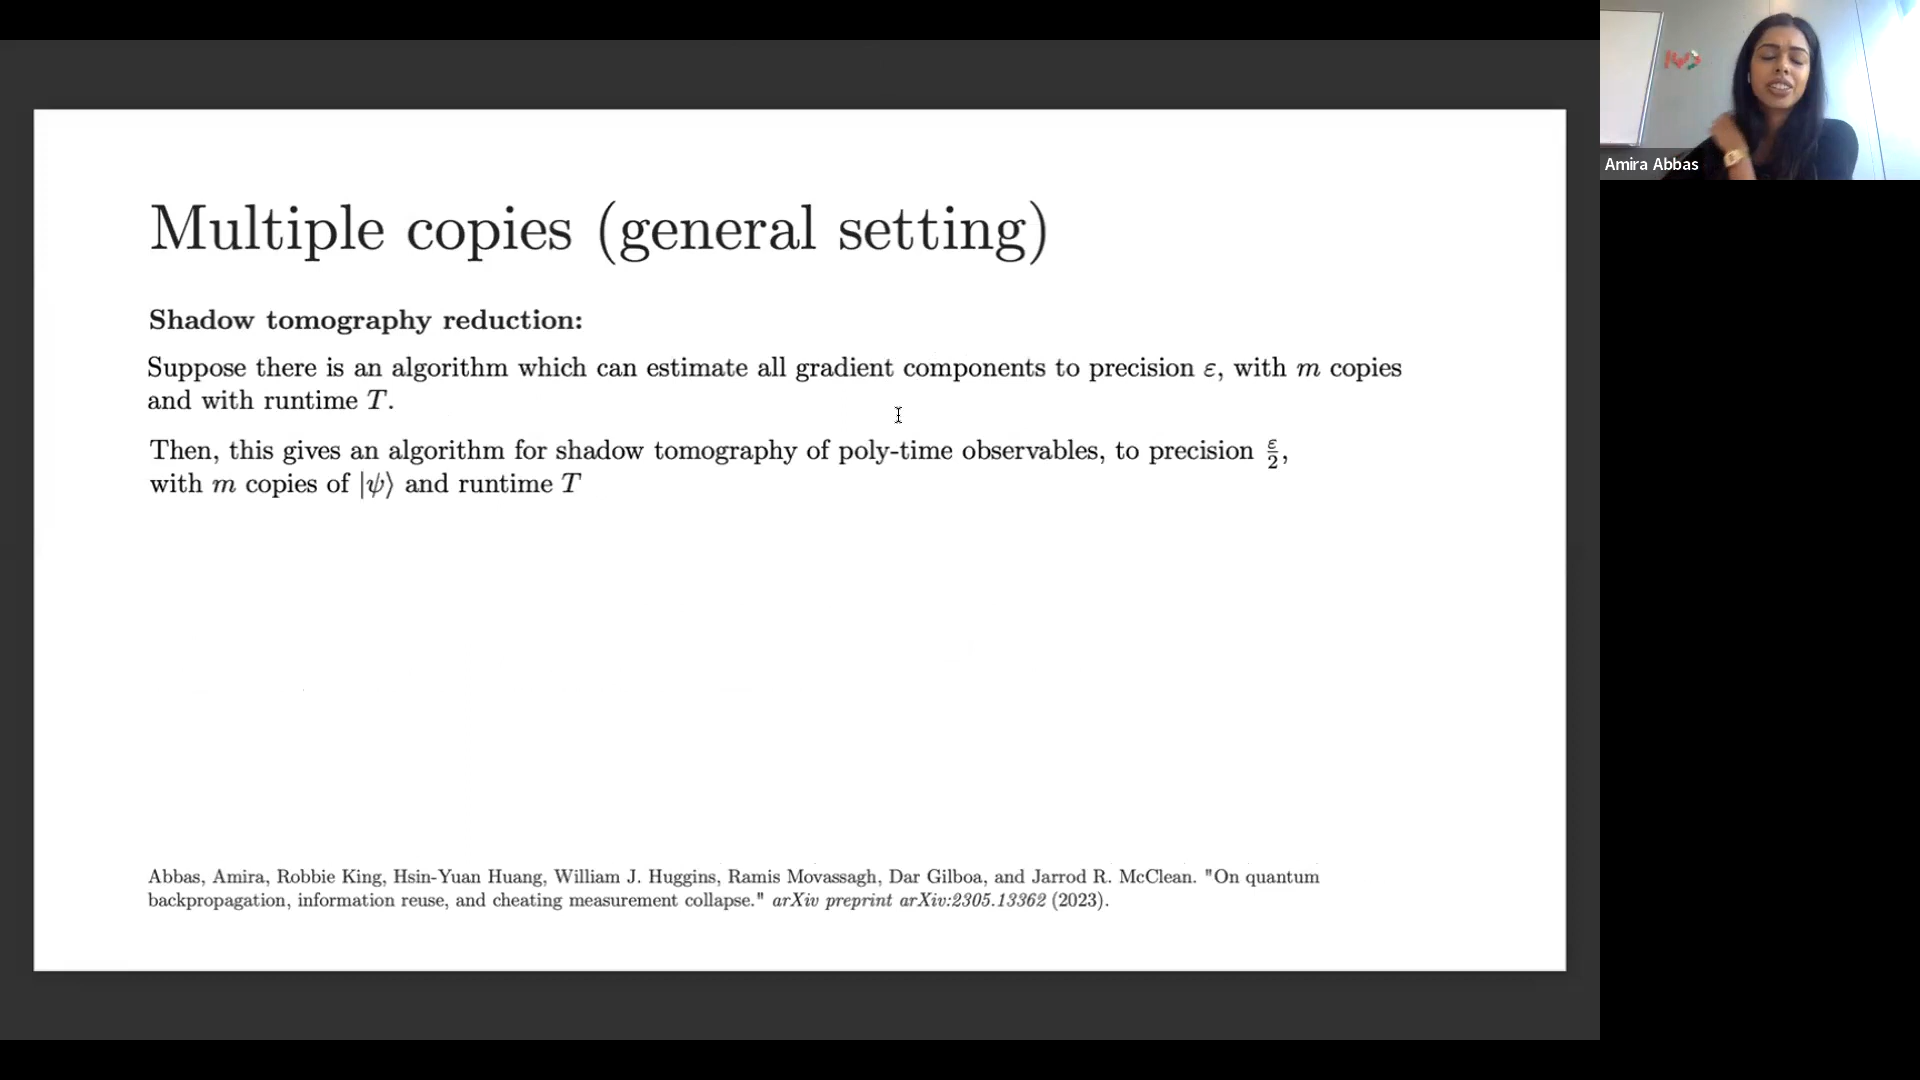 Amira Abbas
Multiple copies (general setting)
Shadow tomography reduction:
Suppose there is an algorithm which can estimate all gradient components to precision ε, with m copies
and with runtime T.
Then, this gives an algorithm for shadow tomography of poly-time observables, to precision ε/2,
with m copies of |ψ⟩ and runtime T
Abbas, Amira, Robbie King, Hsin-Yuan Huang, William J. Huggins, Ramis Movassagh, Dar Gilboa, and Jarrod R. McClean. "On quantum
backpropagation, information reuse, and cheating measurement collapse." arXiv preprint arXiv:2305.13362 (2023).